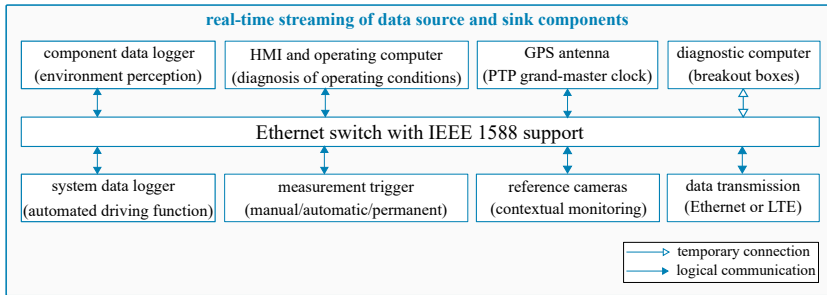 real-time streaming of data source and sink components
component data logger
(environment perception)
HMI and operating computer
(diagnosis of operating conditions)
GPS antenna
(PTP grand-master clock)
diagnostic computer
(breakout boxes)
Ethernet switch with IEEE 1588 support
system data logger
(automated driving function)
measurement trigger
(manual/automatic/permanent)
reference cameras
(contextual monitoring)
data transmission
(Ethernet or LTE)
temporary connection
logical communication